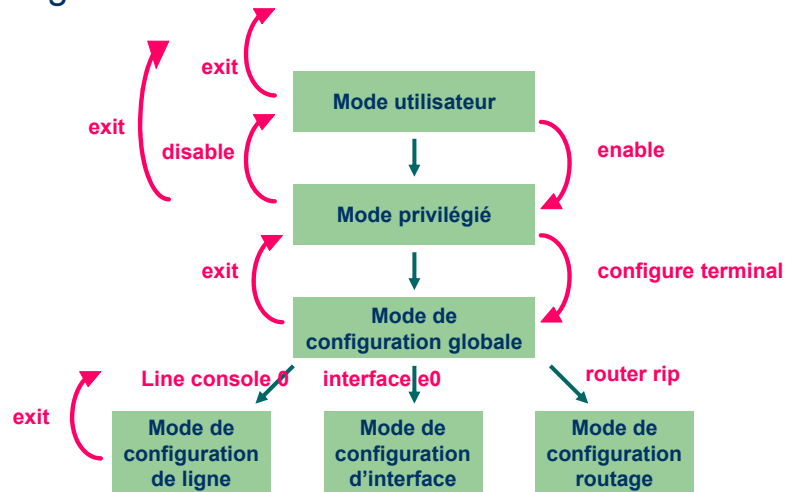 exit
Mode utilisateur
exit
disable
enable
Mode privilégié
exit
configure terminal
Mode de
configuration globale
Line console 0
interface e0
router rip
exit
Mode de
configuration
de ligne
Mode de
configuration
d'interface
Mode de
configuration
routage